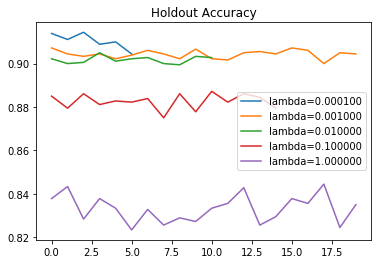 Holdout Accuracy
0.90
0.88
0.86
0.84
0.82
lambda=0.000100
lambda=0.001000
lambda=0.010000
lambda=0.100000
lambda=1.000000
0.0 2.5 5.0 7.5 10.0 12.5 15.0 17.5